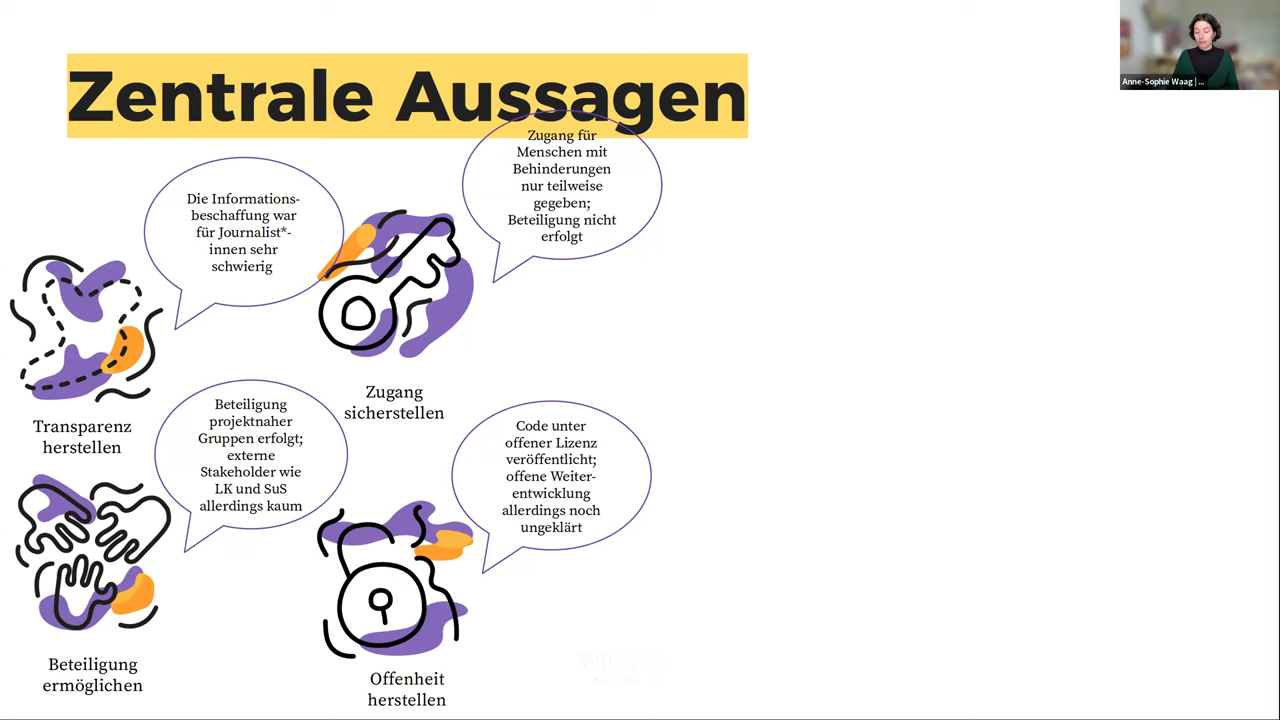 Zentrale Aussagen
Anne-Sophie Waag | ...
Die Informations-
beschaffung war
für Journalist*-
innen sehr
schwierig
Zugang für
Menschen mit
Behinderungen
nur teilweise
gegeben;
Beteiligung nicht
erfolgt
Transparenz
herstellen
Zugang
sicherstellen
Beteiligung
projektnaher
Gruppen erfolgt;
externe
Stakeholder wie
LK und SuS
allerdings kaum
Code unter
offener Lizenz
veröffentlicht;
offene Weiter-
entwicklung
allerdings noch
ungeklärt
Beteiligung
ermöglichen
Offenheit
herstellen